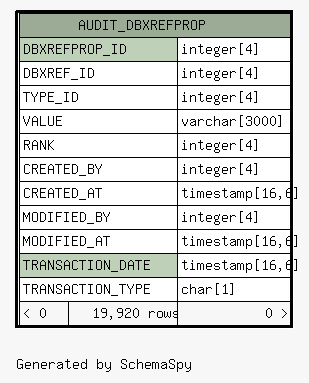 AUDIT_DBXREFPROP
DBXREFPROP_ID integer[4]
DBXREF_ID integer[4]
TYPE_ID integer[4]
VALUE varchar[3000]
RANK integer[4]
CREATED_BY integer[4]
CREATED_AT timestamp[16,6]
MODIFIED_BY integer[4]
MODIFIED_AT timestamp[16,6]
TRANSACTION_DATE timestamp[16,6]
TRANSACTION_TYPE char[1]
< 0 19,920 rows 0 >
Generated by SchemaSpy